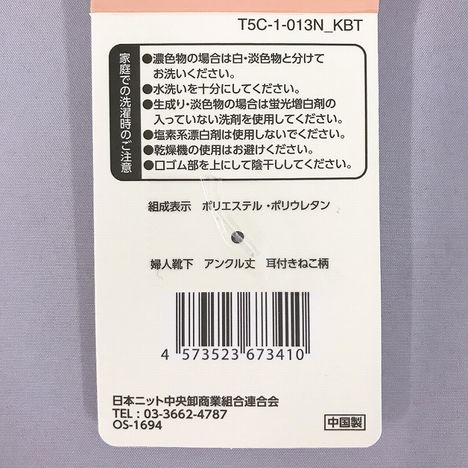 T5C-1-013N_KBT
家庭での洗濯時のご注意
●濃色物の場合は白・淡色物と分けて
お洗いください。
●水洗いを十分にしてください。
●生成り・淡色物の場合は蛍光増白剤の
入っていない洗剤を使用してください。
●塩素系漂白剤は使用しないでください。
●乾燥機の使用はお避けください。
●口ゴム部を上にして陰干ししてください。
組成表示 ポリエステル・ポリウレタン
婦人靴下 アンクル丈 耳付きねこ柄
4 573523 673410
日本ニット中央卸商業組合連合会
TEL : 03-3662-4787
OS-1694
中国製